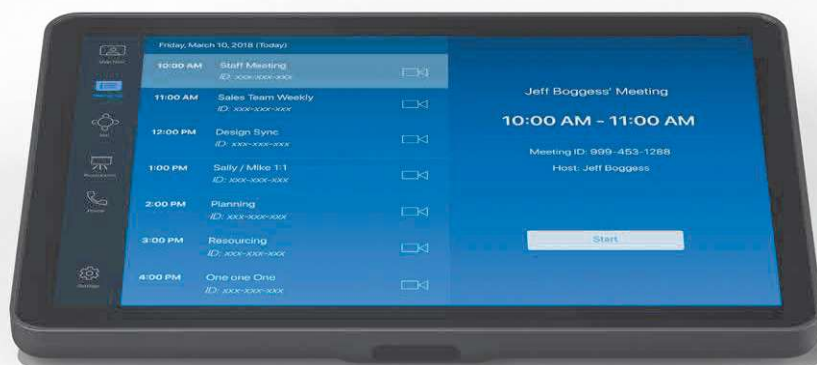 Friday, March 10, 2018 (Today)
10:00 AM Staff Meeting
ID: xxx-xxx-xxx
11:00 AM Sales Team Weekly
ID: xxx-xxx-xxx
12:00 PM Design Sync
ID: xxx-xxx-xxx
1:00 PM Sally / Mike 1:1
ID: xxx-xxx-xxx
2:00 PM Planning
ID: xxx-xxx-xxx
3:00 PM Resourcing
ID: xxx-xxx-xxx
4:00 PM One one One
ID: xxx-xxx-xxx
Phone
Settings
Jeff Boggess' Meeting
10:00 AM – 11:00 AM
Meeting ID: 999-453-1288
Host: Jeff Boggess
Start